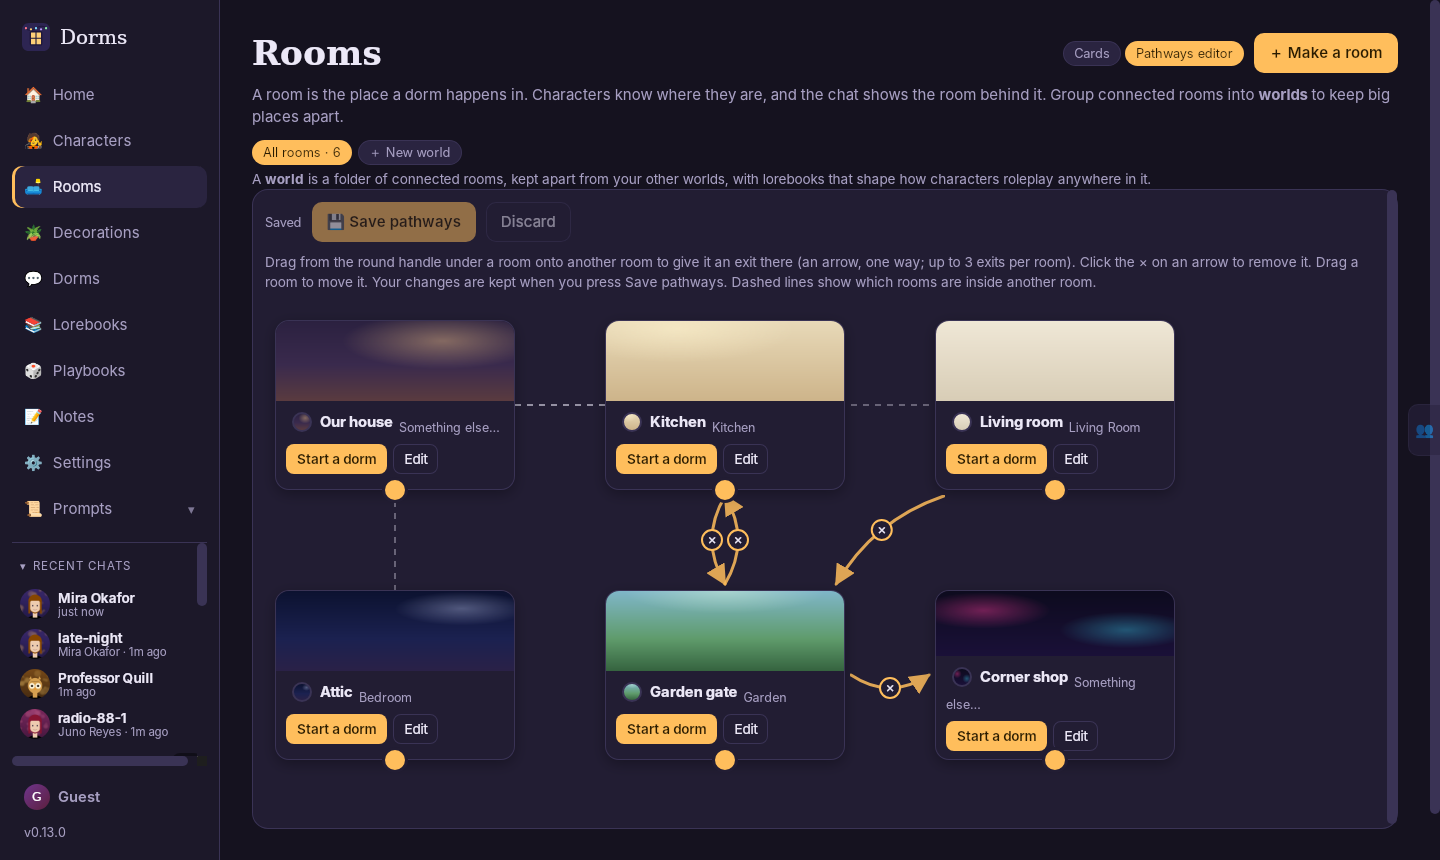 Dorms
Home
Characters
Rooms
Decorations
Dorms
Lorebooks
Playbooks
Notes
Settings
Prompts
RECENT CHATS
Mira Okafor
just now
late-night
Mira Okafor · 1m ago
Professor Quill
1m ago
radio-88-1
Juno Reyes · 1m ago
G Guest
v0.13.0
Rooms
Cards
Pathways editor
+ Make a room
A room is the place a dorm happens in. Characters know where they are, and the chat shows the room behind it. Group connected rooms into worlds to keep big
places apart.
All rooms · 6
+ New world
A world is a folder of connected rooms, kept apart from your other worlds, with lorebooks that shape how characters roleplay anywhere in it.
Saved
Save pathways
Discard
Drag from the round handle under a room onto another room to give it an exit there (an arrow, one way; up to 3 exits per room). Click the × on an arrow to remove it. Drag a
room to move it. Your changes are kept when you press Save pathways. Dashed lines show which rooms are inside another room.
Our house Something else...
Start a dorm Edit
Kitchen Kitchen
Start a dorm Edit
Living room Living Room
Start a dorm Edit
Attic Bedroom
Start a dorm Edit
Garden gate Garden
Start a dorm Edit
Corner shop Something
else...
Start a dorm Edit